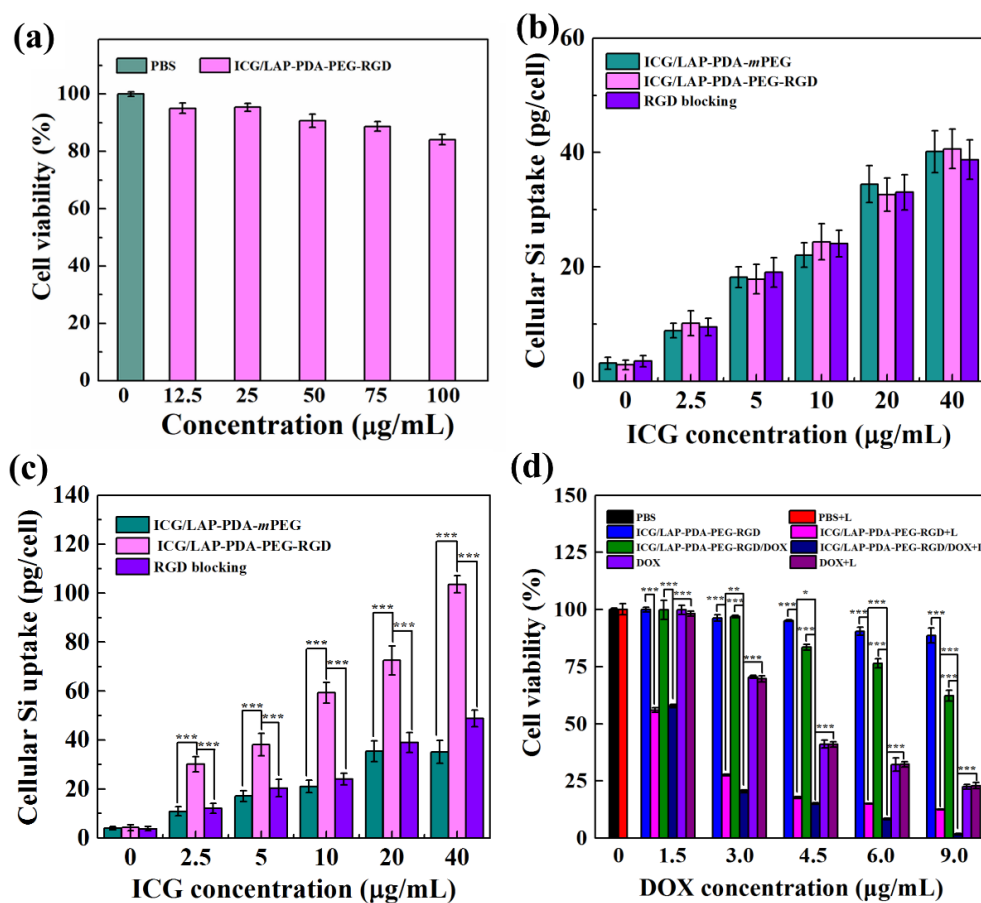 (a)
PBS
ICG/LAP-PDA-PEG-RGD
Cell viability (%)
100
80
60
40
20
0
0 12.5 25 50 75 100
Concentration (μg/mL)
(b)
ICG/LAP-PDA-mPEG
ICG/LAP-PDA-PEG-RGD
RGD blocking
Cellular Si uptake (pg/cell)
60
40
20
0
0 2.5 5 10 20 40
ICG concentration (μg/mL)
(c)
ICG/LAP-PDA-mPEG
ICG/LAP-PDA-PEG-RGD
RGD blocking
Cellular Si uptake (pg/cell)
140
120
100
80
60
40
20
0
*** ***
*** ***
*** ***
*** ***
*** ***
0 2.5 5 10 20 40
ICG concentration (μg/mL)
(d)
PBS PBS+L
ICG/LAP-PDA-PEG-RGD ICG/LAP-PDA-PEG-RGD+L
ICG/LAP-PDA-PEG-RGD/DOX ICG/LAP-PDA-PEG-RGD/DOX+L
DOX DOX+L
Cell viability (%)
150
125
100
75
50
25
0
*** *** ***
*** ** *** ***
*** * *** *** ***
*** *** *** ***
*** *** *** ***
0 1.5 3.0 4.5 6.0 9.0
DOX concentration (μg/mL)